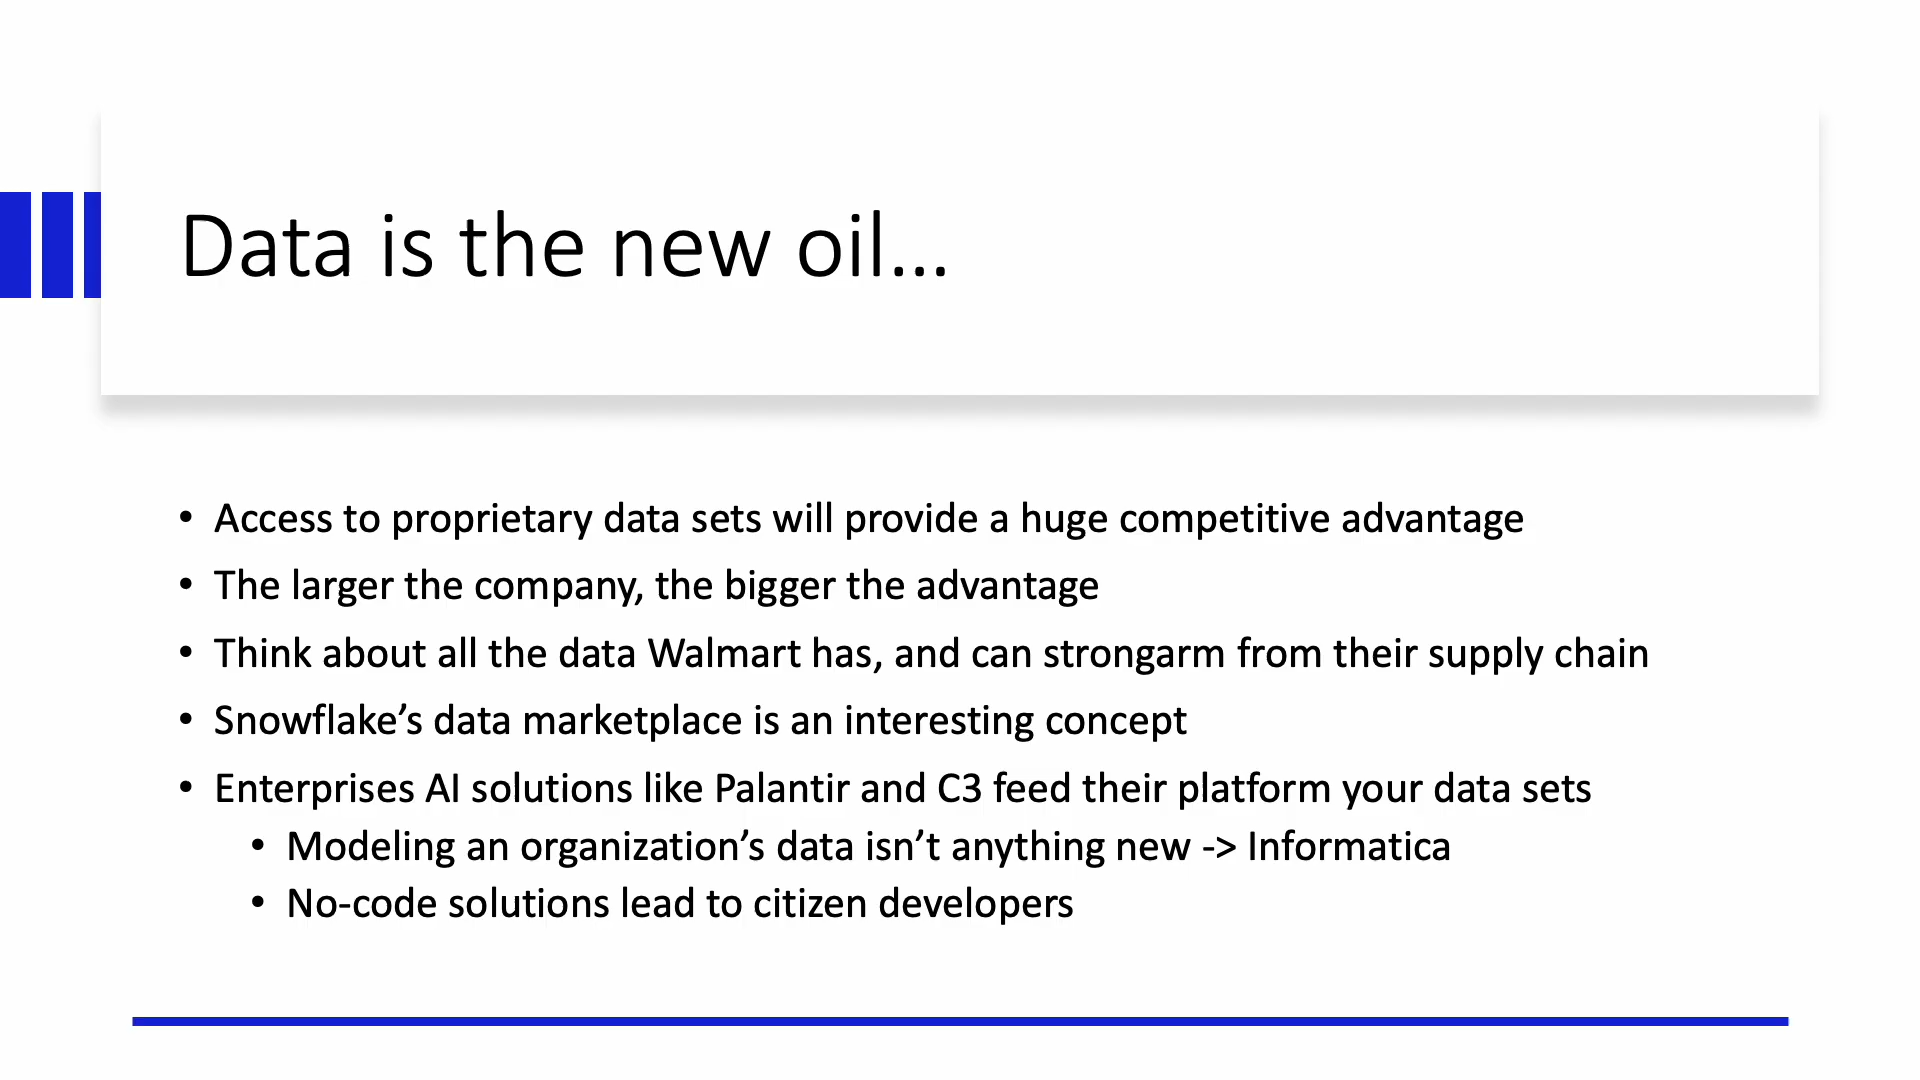 Data is the new oil...
• Access to proprietary data sets will provide a huge competitive advantage
• The larger the company, the bigger the advantage
• Think about all the data Walmart has, and can strongarm from their supply chain
• Snowflake’s data marketplace is an interesting concept
• Enterprises AI solutions like Palantir and C3 feed their platform your data sets
• Modeling an organization’s data isn’t anything new -> Informatica
• No-code solutions lead to citizen developers